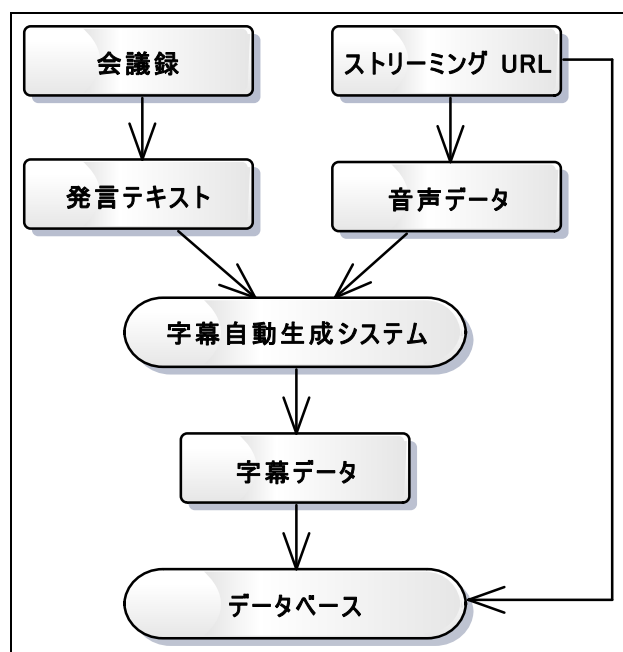 会議録
ストリーミング URL
発言テキスト
音声データ
字幕自動生成システム
字幕データ
データベース